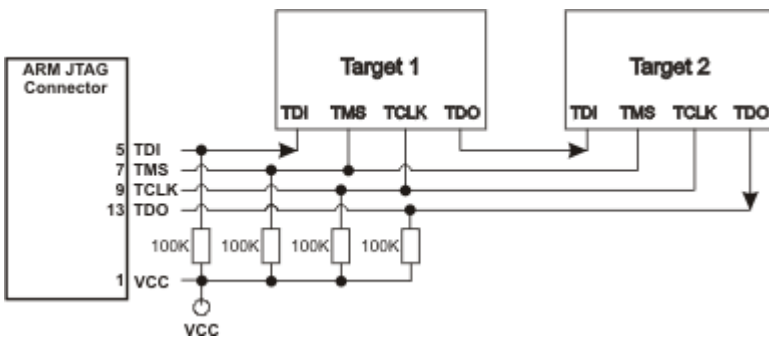 ARM JTAG
Connector
Target 1
Target 2
TDI TMS TCLK TDO
TDI TMS TCLK TDO
5 TDI
7 TMS
9 TCLK
13 TDO
100K 100K 100K 100K
1 VCC
VCC